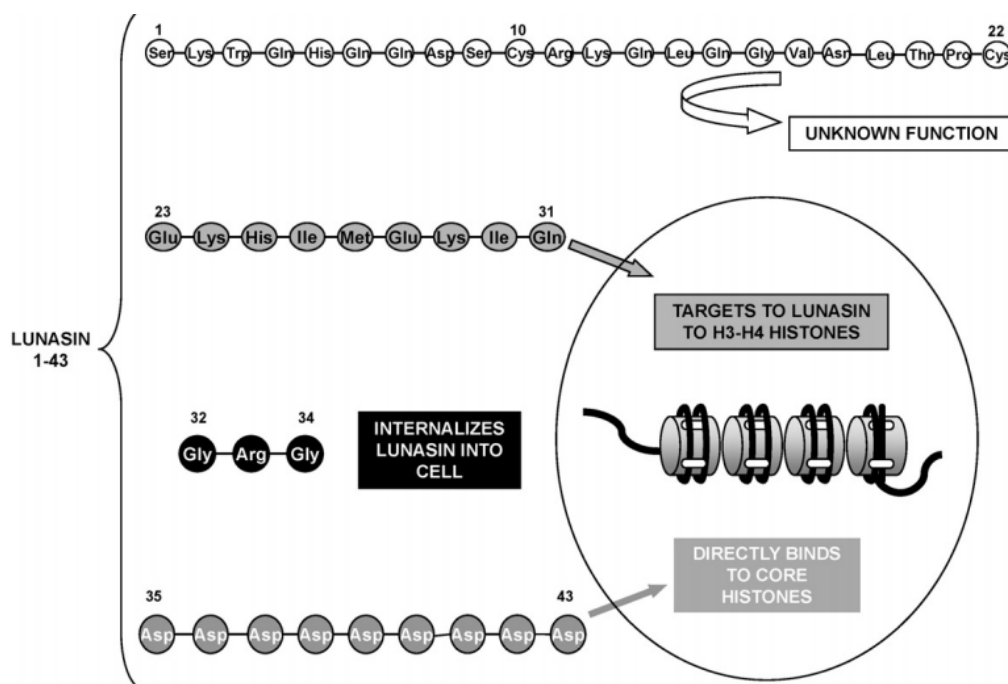 1 10 22
Ser Lys Trp Gln His Gln Gln Asp Ser Cys Arg Lys Gln Leu Gln Gly Val Asn Leu Thr Pro Cys
UNKNOWN FUNCTION
23 31
Glu Lys His Ile Met Glu Lys Ile Gln
TARGETS TO LUNASIN
TO H3-H4 HISTONES
LUNASIN
1-43
32 34
Gly Arg Gly
INTERNALIZES
LUNASIN INTO
CELL
DIRECTLY BINDS
TO CORE
HISTONES
35 43
Asp Asp Asp Asp Asp Asp Asp Asp Asp